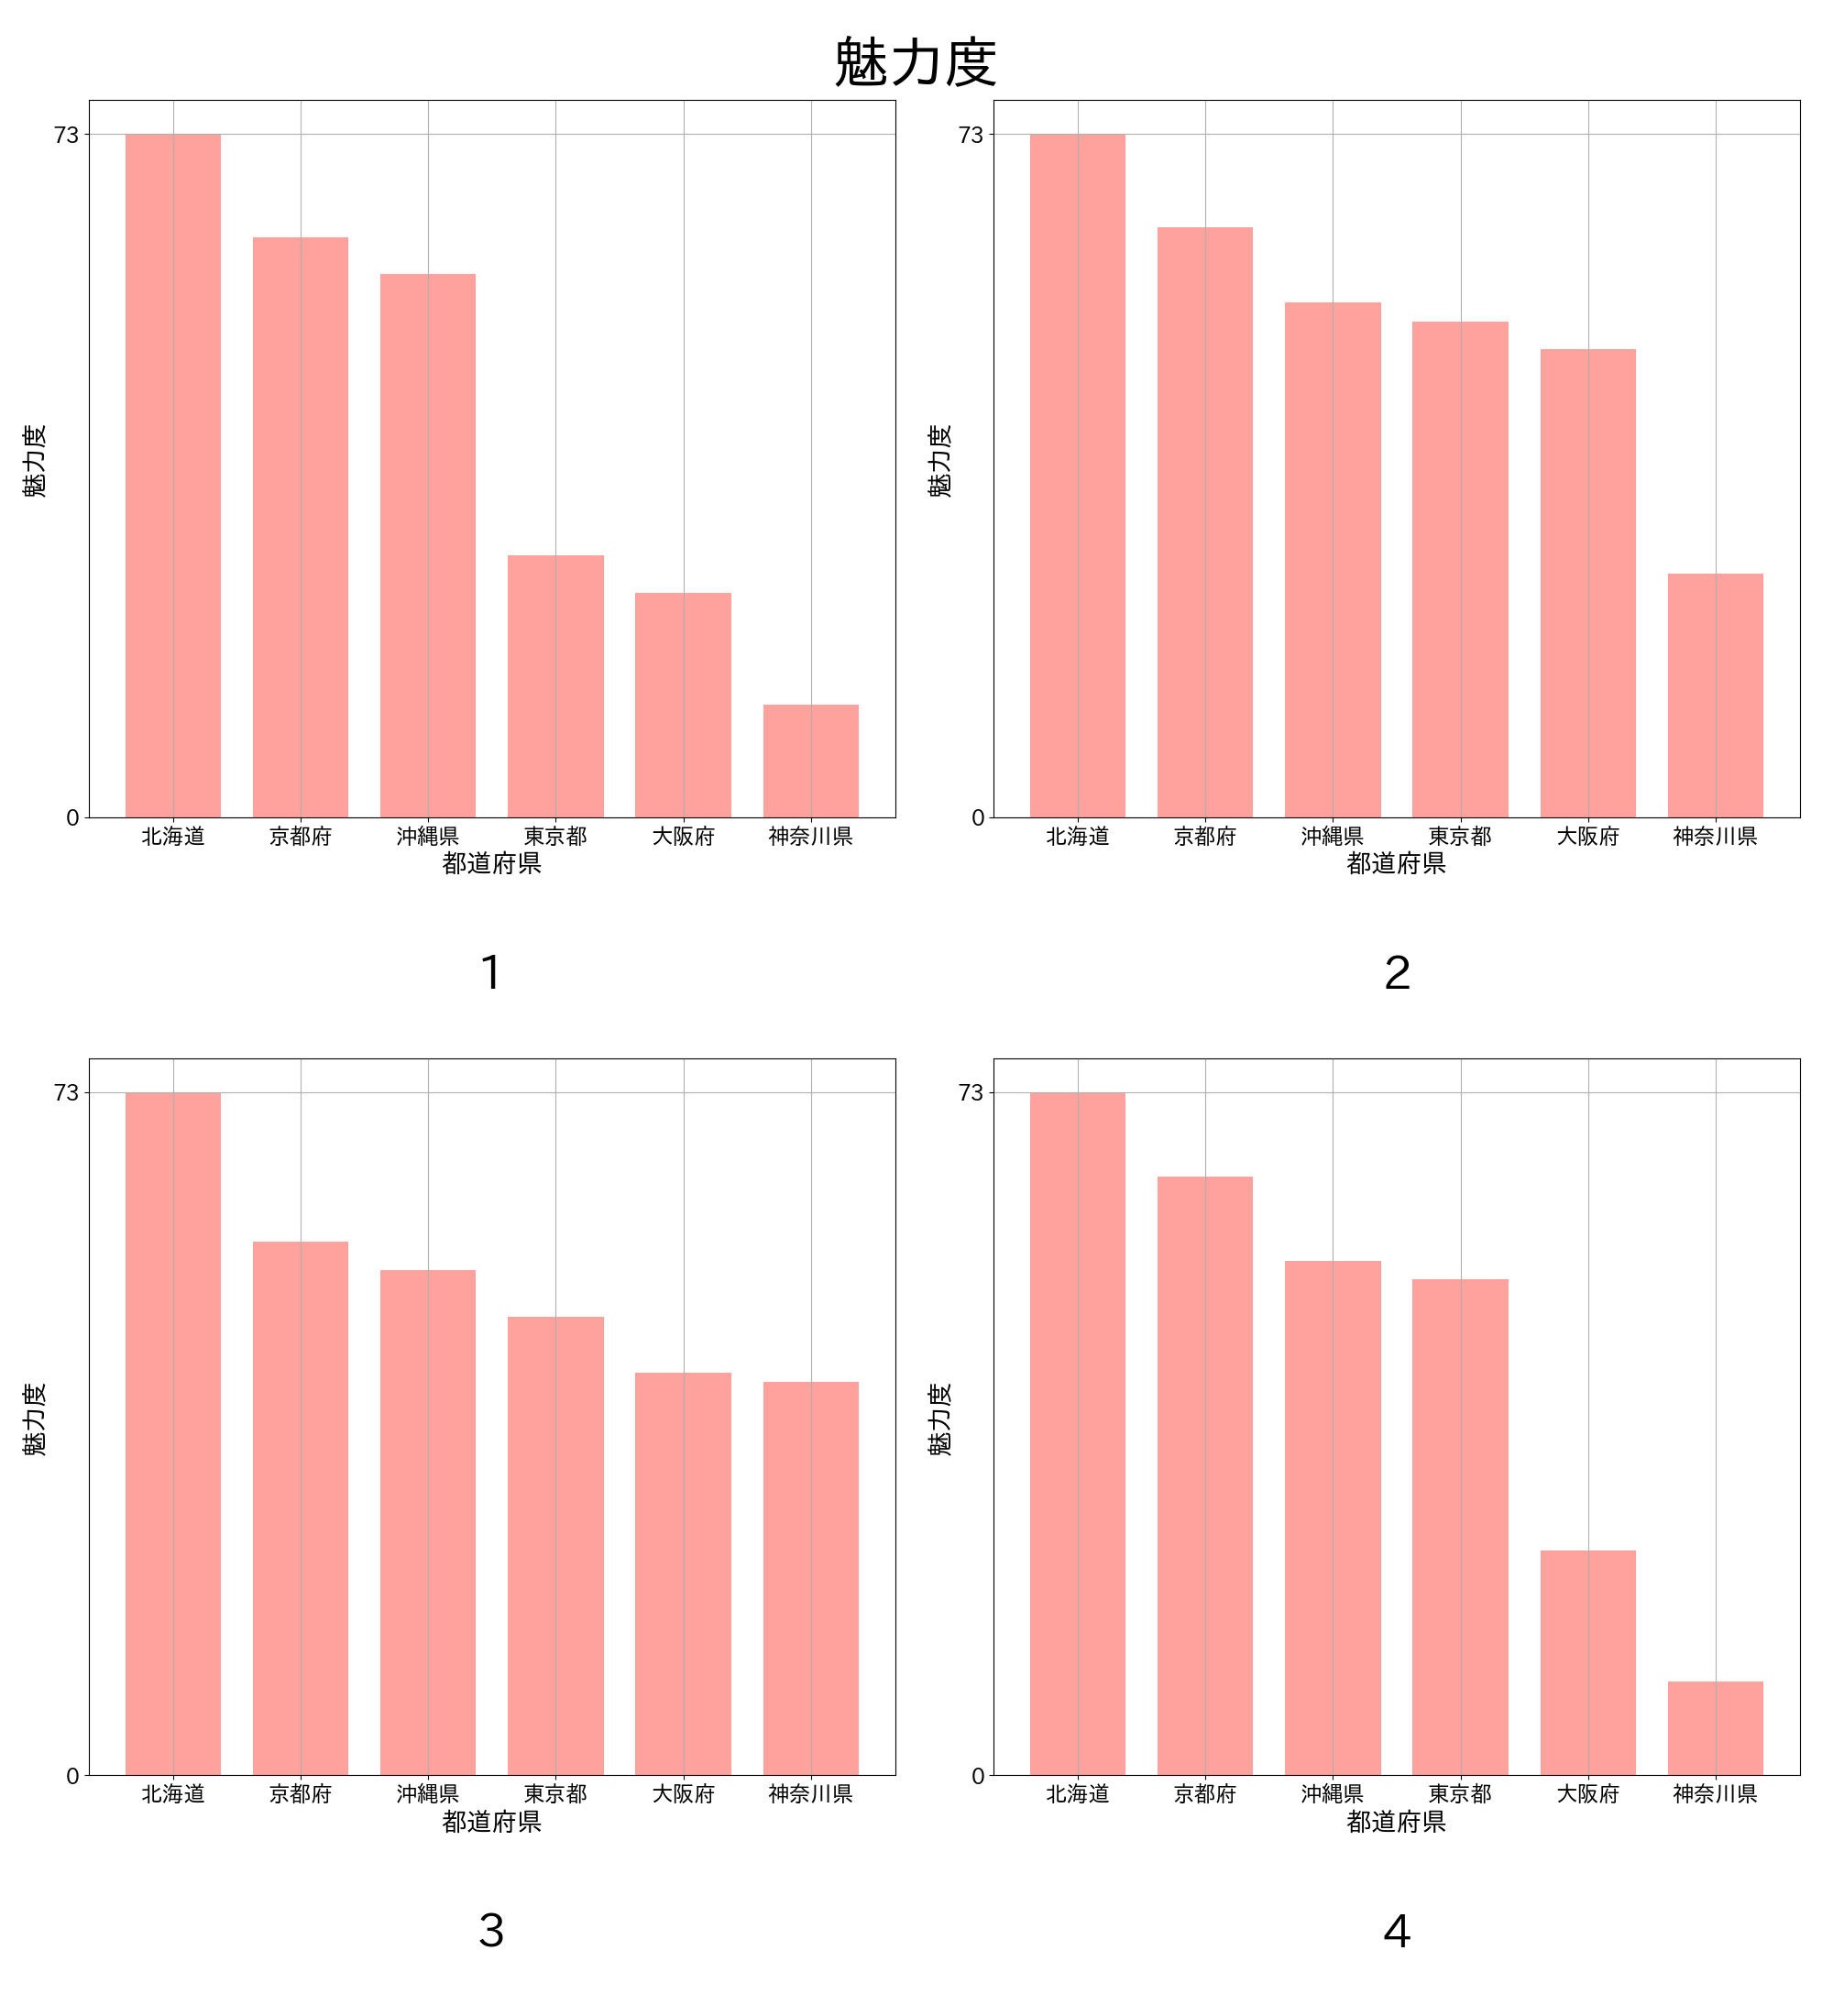 魅力度
73
0
魅力度
北海道 京都府 沖縄県 東京都 大阪府 神奈川県
都道府県
1
73
0
魅力度
北海道 京都府 沖縄県 東京都 大阪府 神奈川県
都道府県
2
73
0
魅力度
北海道 京都府 沖縄県 東京都 大阪府 神奈川県
都道府県
3
73
0
魅力度
北海道 京都府 沖縄県 東京都 大阪府 神奈川県
都道府県
4